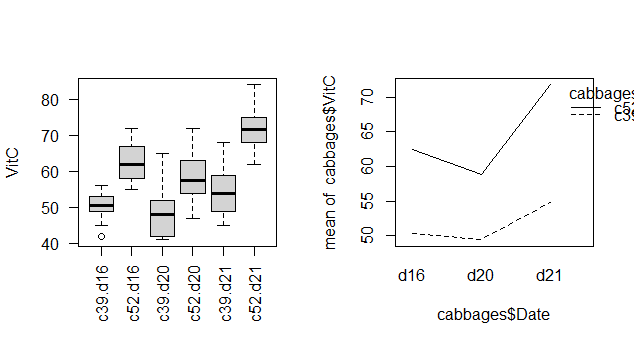 VitC
80
70
60
50
40
c39.d16
c52.d16
c39.d20
c52.d20
c39.d21
c52.d21
mean of cabbages$VitC
70
65
60
55
50
d16 d20 d21
cabbages$Date
cabbages